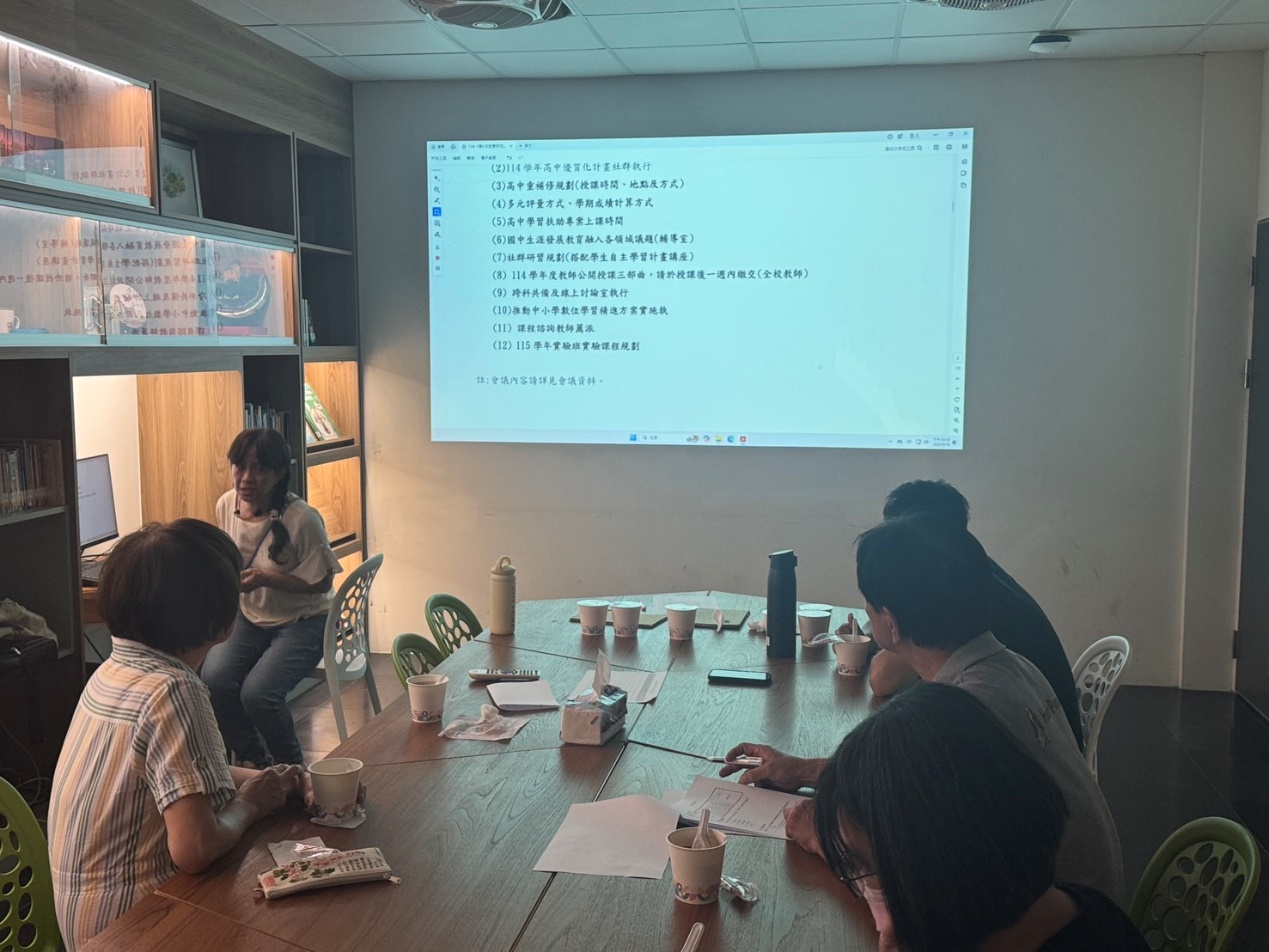 (2)114 學年高中優質化計畫社群執行
(3)高中重補修規劃(授課時間、地點及方式)
(4)多元評量方式、學期成績計算方式
(5)高中學習扶助專案上課時間
(6)國中生涯發展教育融入各領域議題(輔導室)
(7)社群研習規劃(搭配學生自主學習計畫講座)
(8) 114 學年度教師公開授課三部曲，請於授課後一週內繳交(全校教師)
(9) 跨科共備及線上討論室執行
(10)推動中小學數位學習精進方案實施執
(11) 課程諮詢教師薦派
(12) 115 學年實驗班實驗課程規劃
註:會議內容請詳見會議資料。